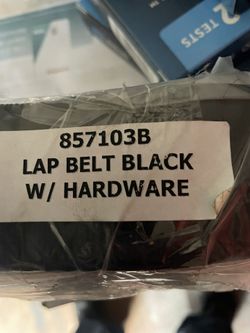 2 TESTS
857103B
LAP BELT BLACK
W/ HARDWARE